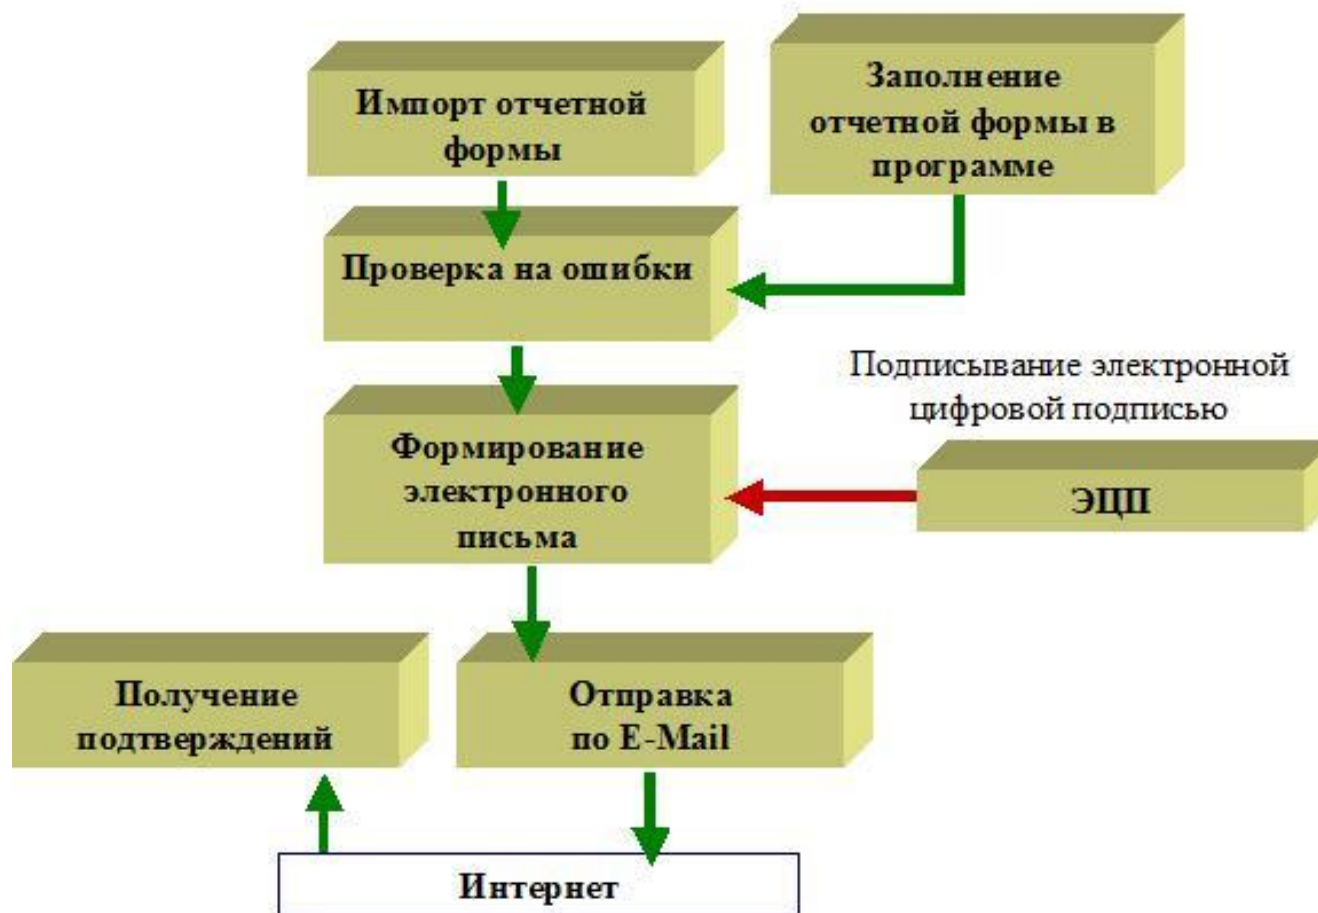 Импорт отчетной
формы
Заполнение
отчетной формы в
программе
Проверка на ошибки
Подписывание электронной
цифровой подписью
Формирование
электронного
письма
ЭЦП
Получение
подтверждений
Отправка
по E-Mail
Интернет